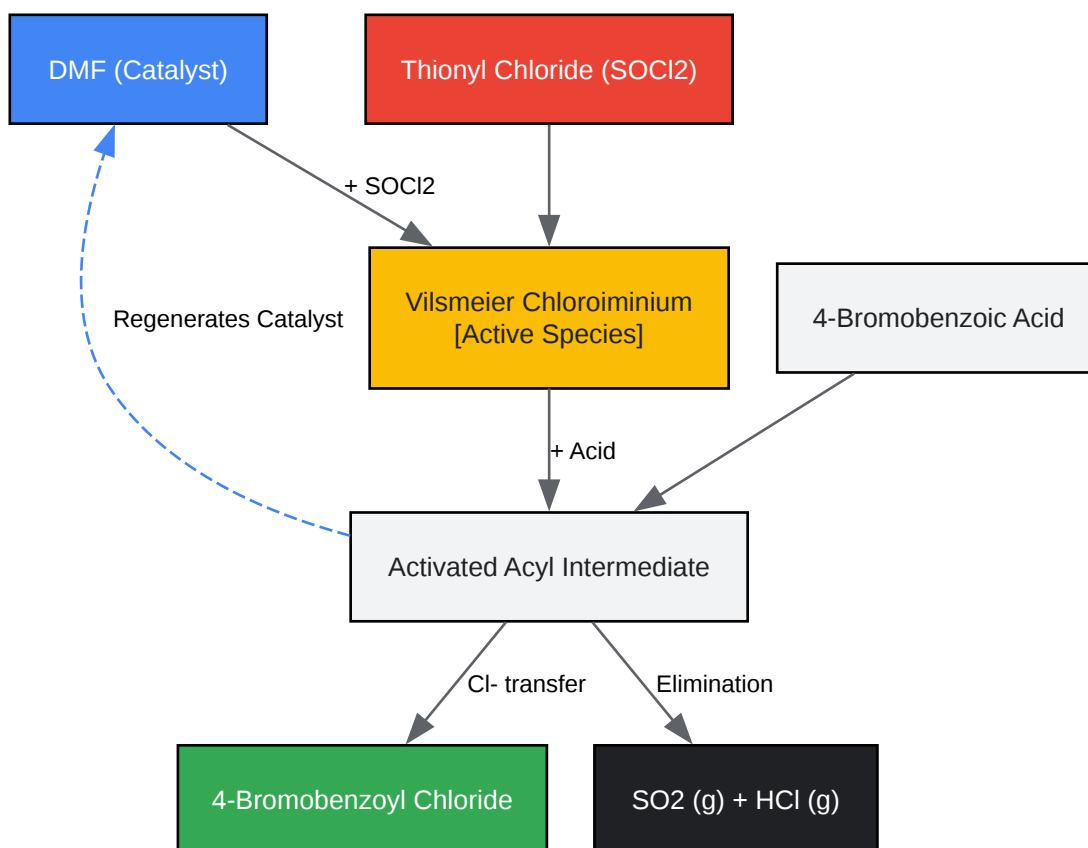 DMF (Catalyst)
Thionyl Chloride (SOCl2)
+ SOCl2
Vilsmeier Chloroiminium
[Active Species]
4-Bromobenzoic Acid
Regenerates Catalyst
+ Acid
Activated Acyl Intermediate
Cl- transfer
Elimination
4-Bromobenzoyl Chloride
SO2 (g) + HCl (g)